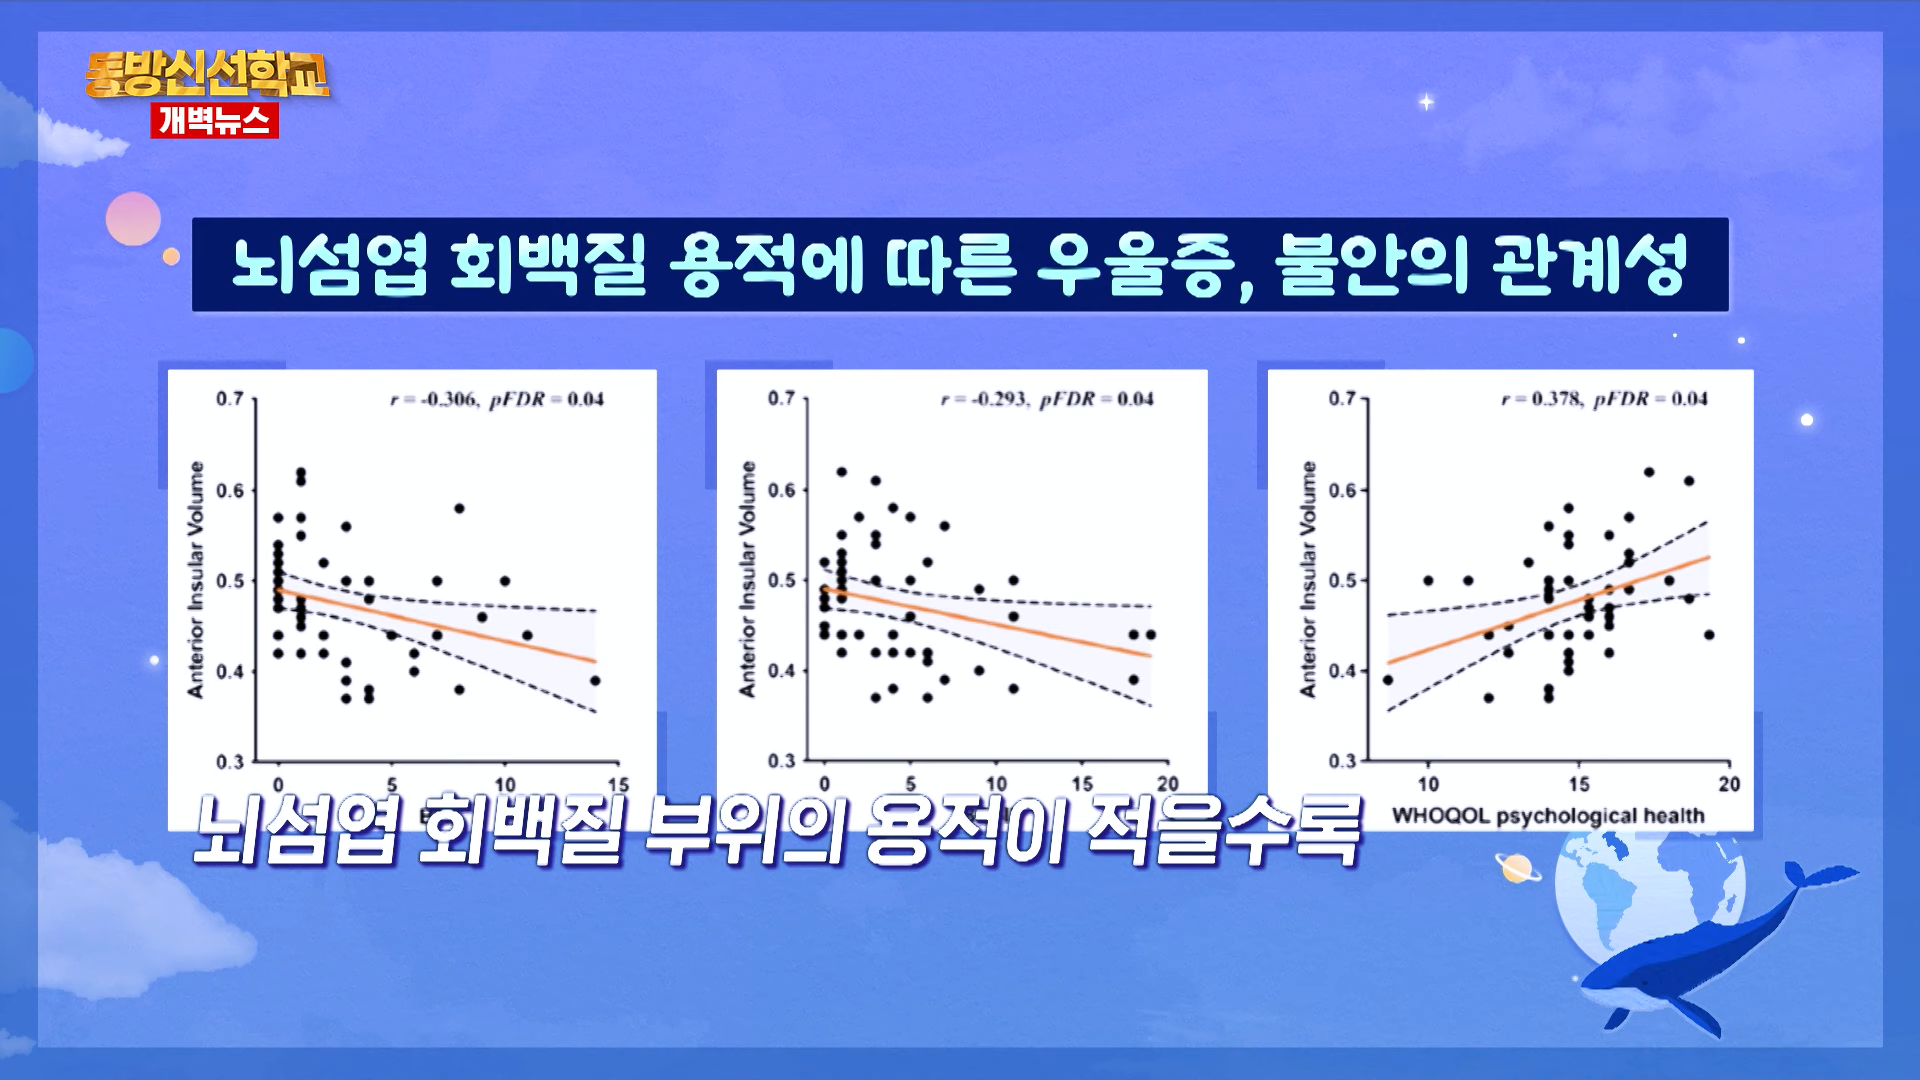 동방신선학교
개벽뉴스
뇌섬엽 회백질 용적에 따른 우울증, 불안의 관계성
r = -0.306, pFDR = 0.04
0.7
0.6
0.5
0.4
0.3
Anterior Insular Volume
0
5
10
15
r = -0.293, pFDR = 0.04
0.7
0.6
0.5
0.4
0.3
Anterior Insular Volume
0
5
10
15
20
r = 0.378, pFDR = 0.04
0.7
0.6
0.5
0.4
0.3
Anterior Insular Volume
10
15
20
WHOQOL psychological health
뇌섬엽 회백질 부위의 용적이 적을수록